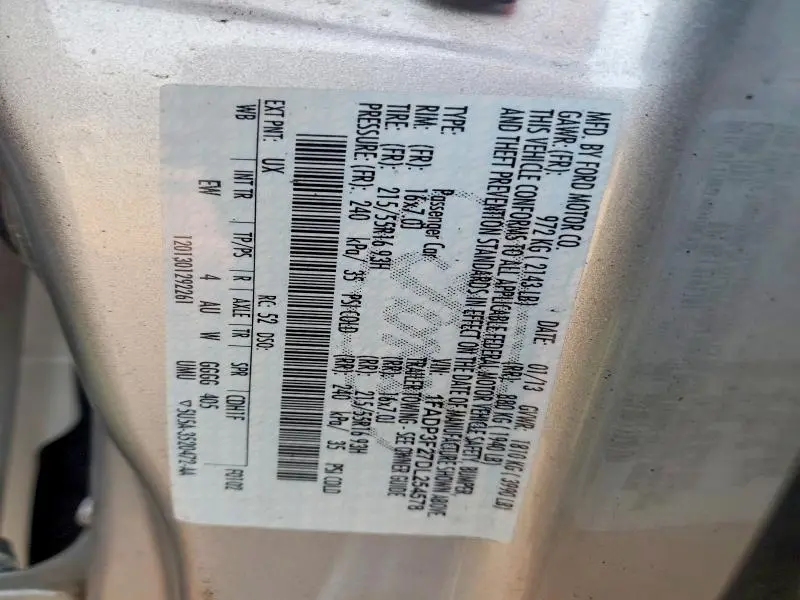 MFD. BY FORD MOTOR CO.
DATE: 01/13 GVWR: 1810 KG ( 3990 LB)
GAWR: (FR): 972 KG (2143 LB) (RR): 880 KG (1940 LB)
THIS VEHICLE CONFORMS TO ALL APPLICABLE FEDERAL MOTOR VEHICLE SAFETY BUMPER,
AND THEFT PREVENTION STANDARDS IN EFFECT ON THE DATE OF MANUFACTURE SHOWN ABOVE
VIN: 1FADP3F27DL254578
TYPE: Passenger Car TRAILER TOWING - SEE OWNER GUIDE
RIM: (FR): 16x7.0 (RR): 16x7.0
TIRE: (FR): 215/55R16 93H (RR): 215/55R16 93H
PRESSURE: (FR): 240 kPa/ 35 PSI COLD (RR): 240 kPa/ 35 PSI COLD
EXT PNT: UX RC: 52 DSO:
WB INT TR TP/PS R AXLE TR SPR
EW 4 AU W GGGG 405
1201301292261 UNU